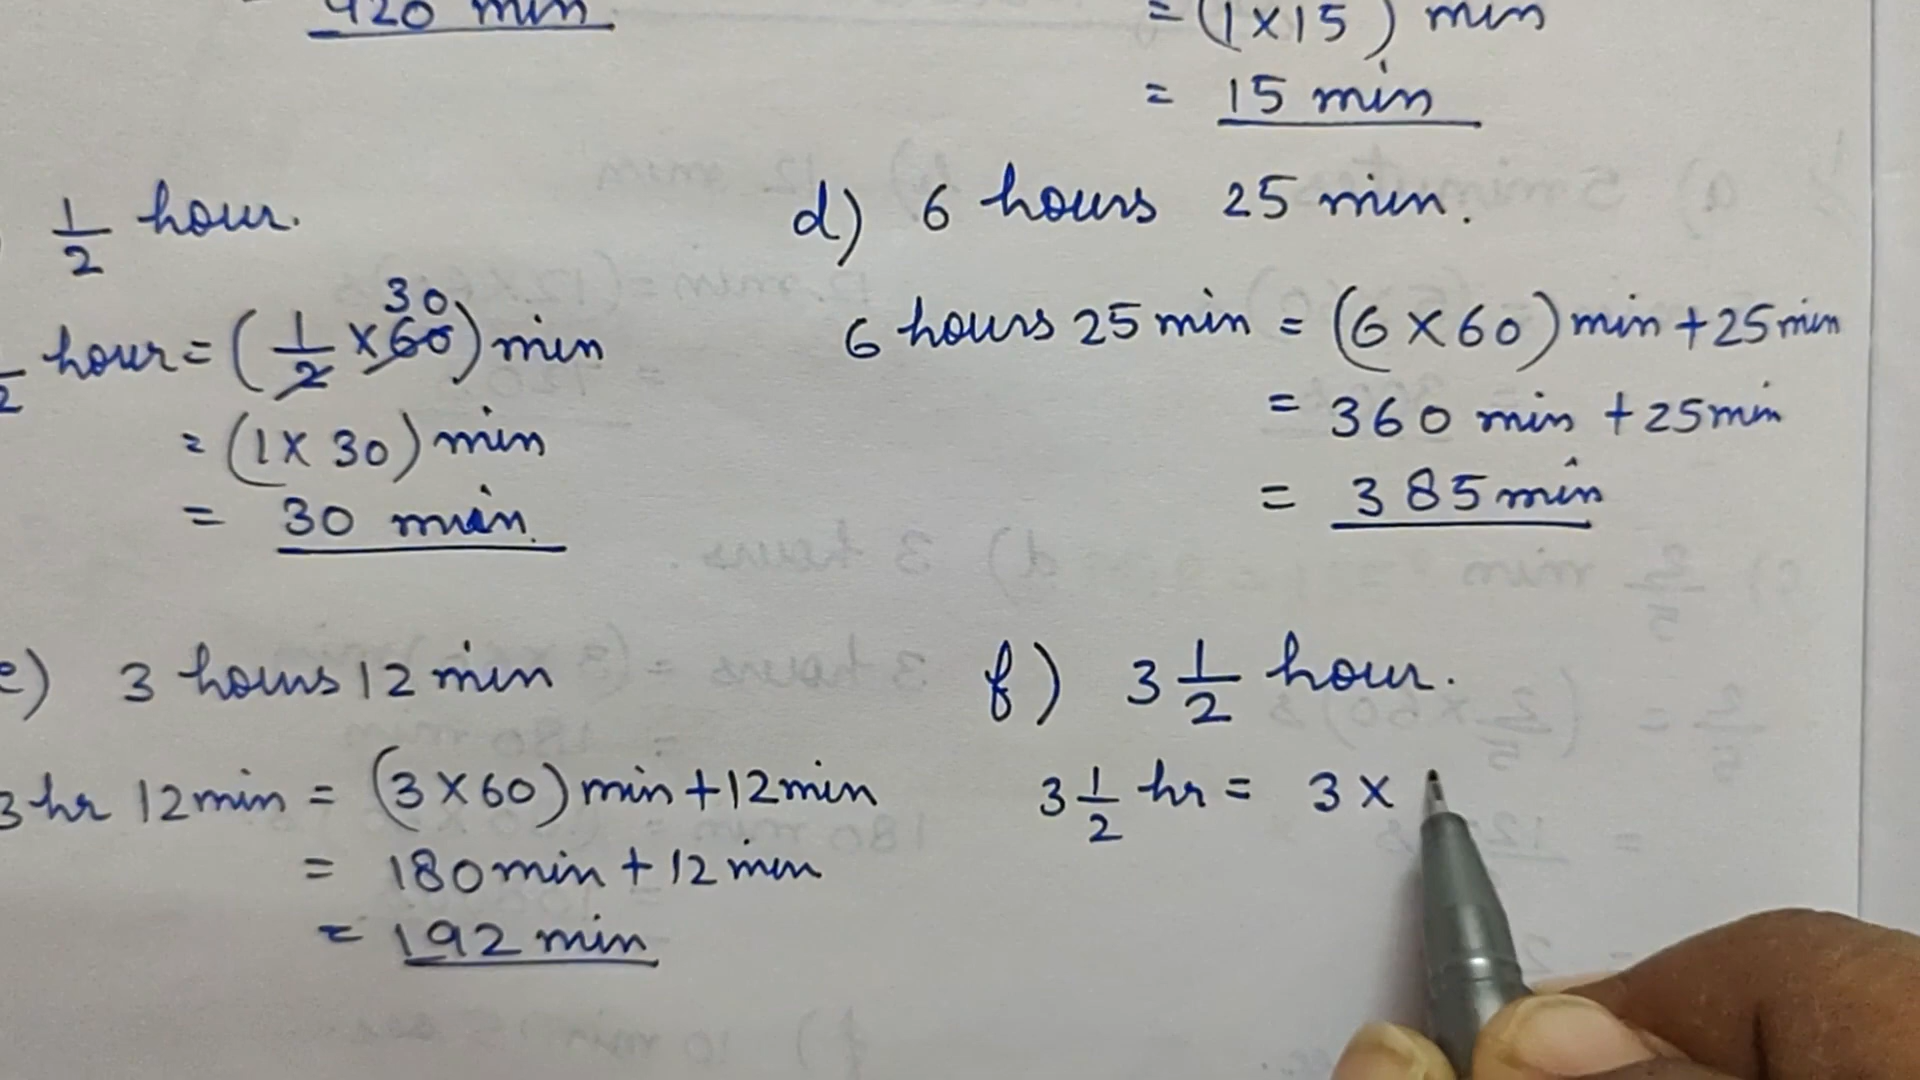 420 min
= (1 × 15) min
= 15 min
1/2 hour.
hour = (1/2 × 60) min
30
= (1 × 30) min
= 30 min.
d) 6 hours 25 min.
6 hours 25 min = (6 × 60) min + 25 min
= 360 min + 25 min
= 385 min
e) 3 hours 12 min
3 hr 12 min = (3 × 60) min + 12 min
= 180 min + 12 min
= 192 min
f) 3 1/2 hour.
3 1/2 hr = 3 ×